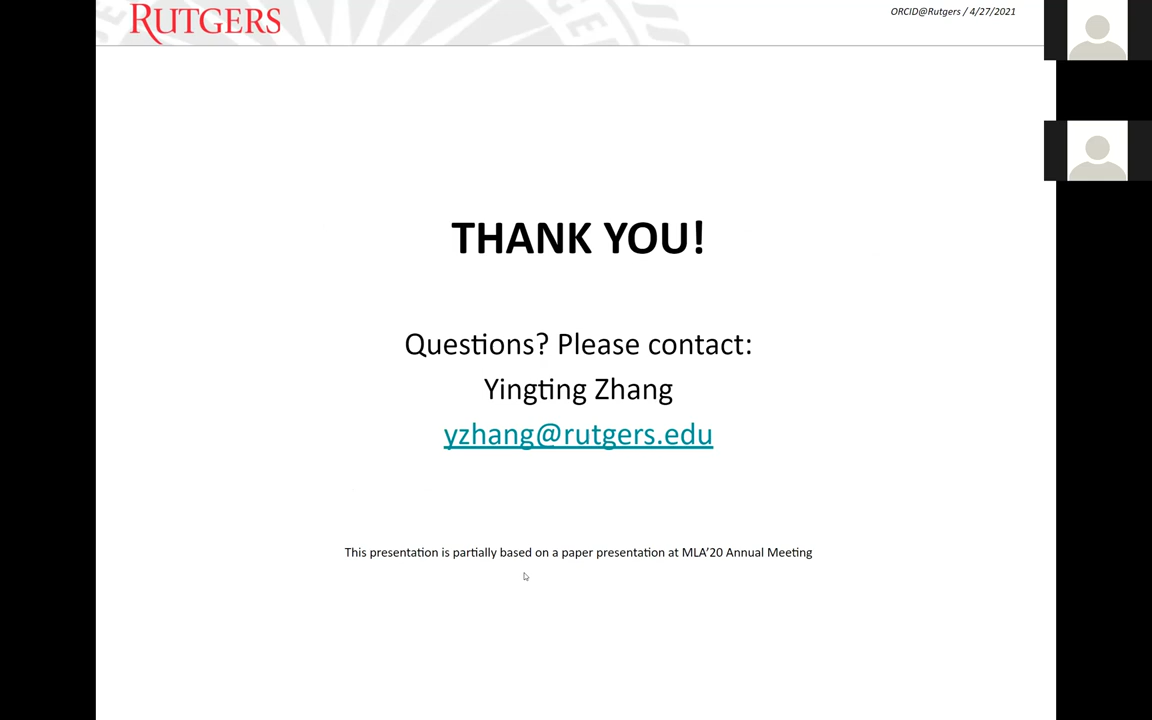 RUTGERS
ORCID@Rutgers / 4/27/2021
THANK YOU!
Questions? Please contact:
Yingting Zhang
yzhang@rutgers.edu
This presentation is partially based on a paper presentation at MLA’20 Annual Meeting